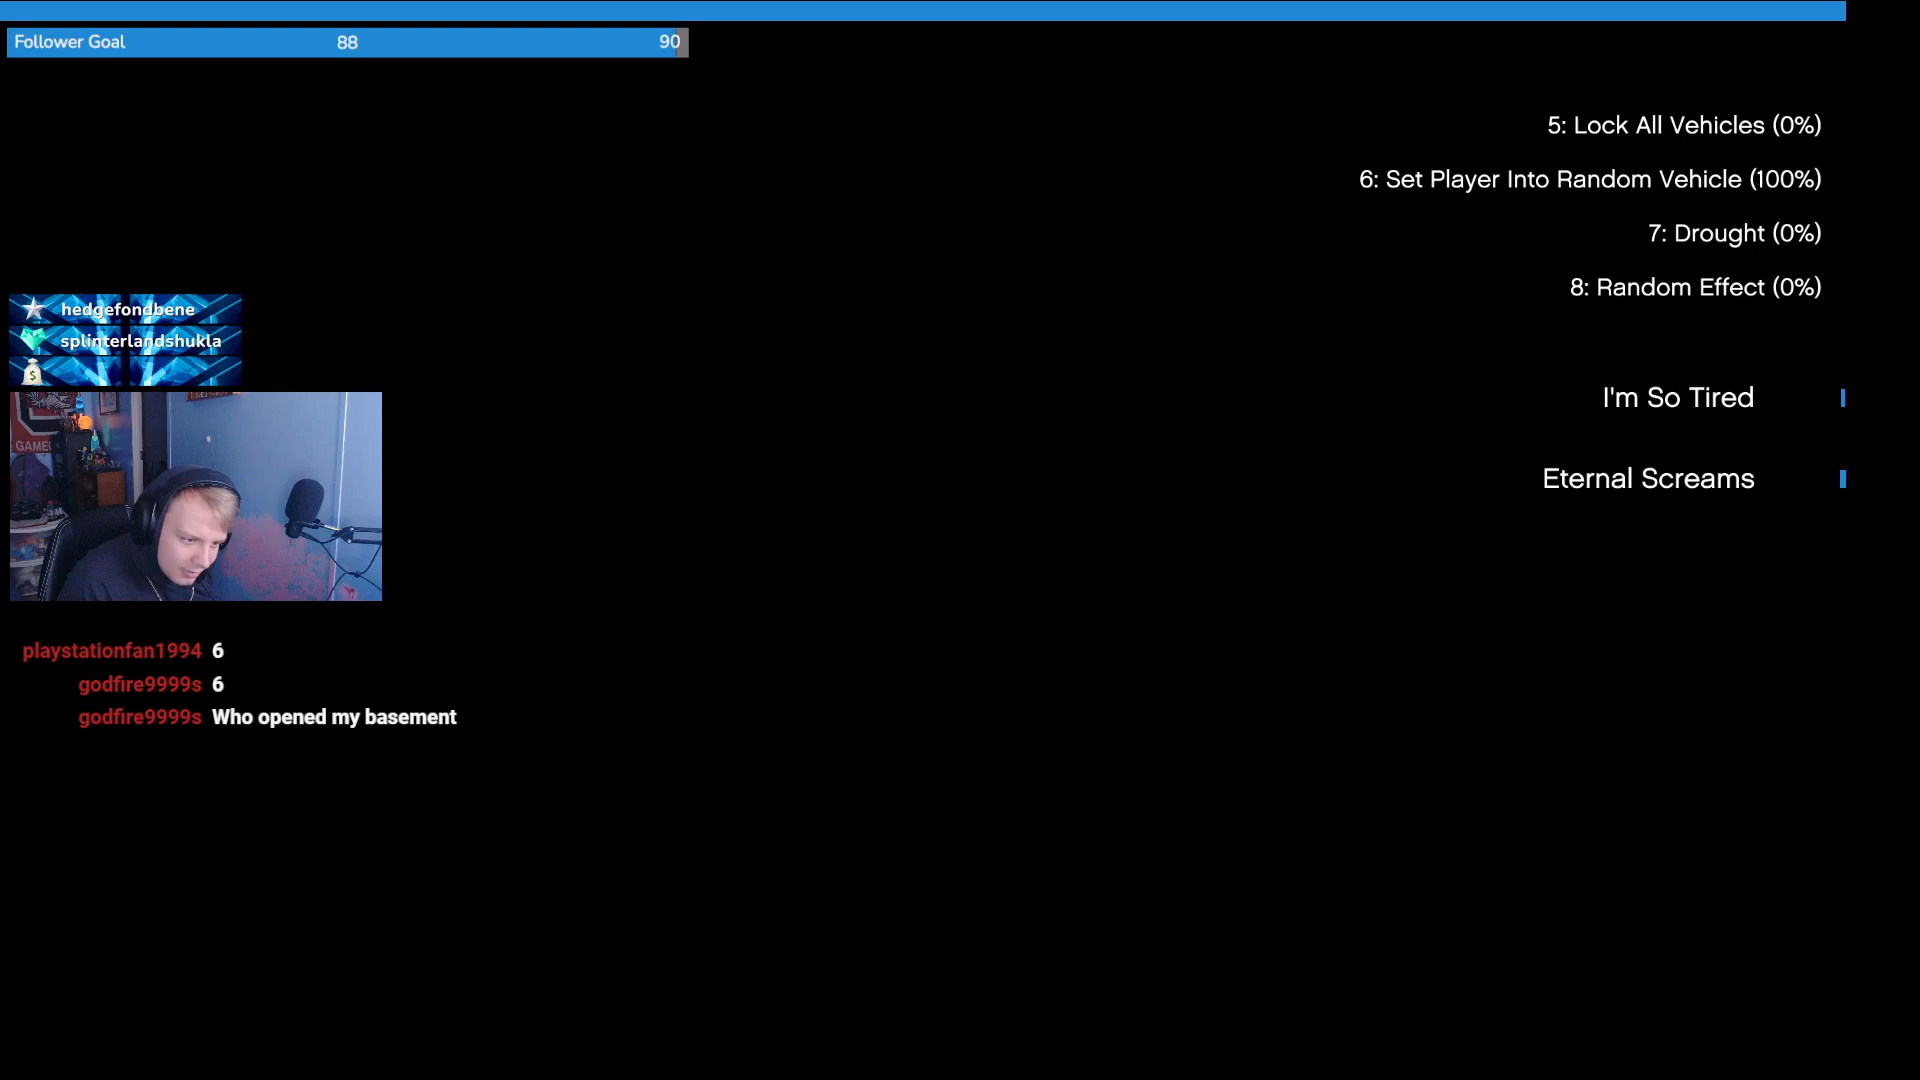 Follower Goal 88 90
5: Lock All Vehicles (0%)
6: Set Player Into Random Vehicle (100%)
7: Drought (0%)
8: Random Effect (0%)
hedgefondbene
splinterlandshukla
I'm So Tired
Eternal Screams
playstationfan1994 6
godfire9999s 6
godfire9999s Who opened my basement